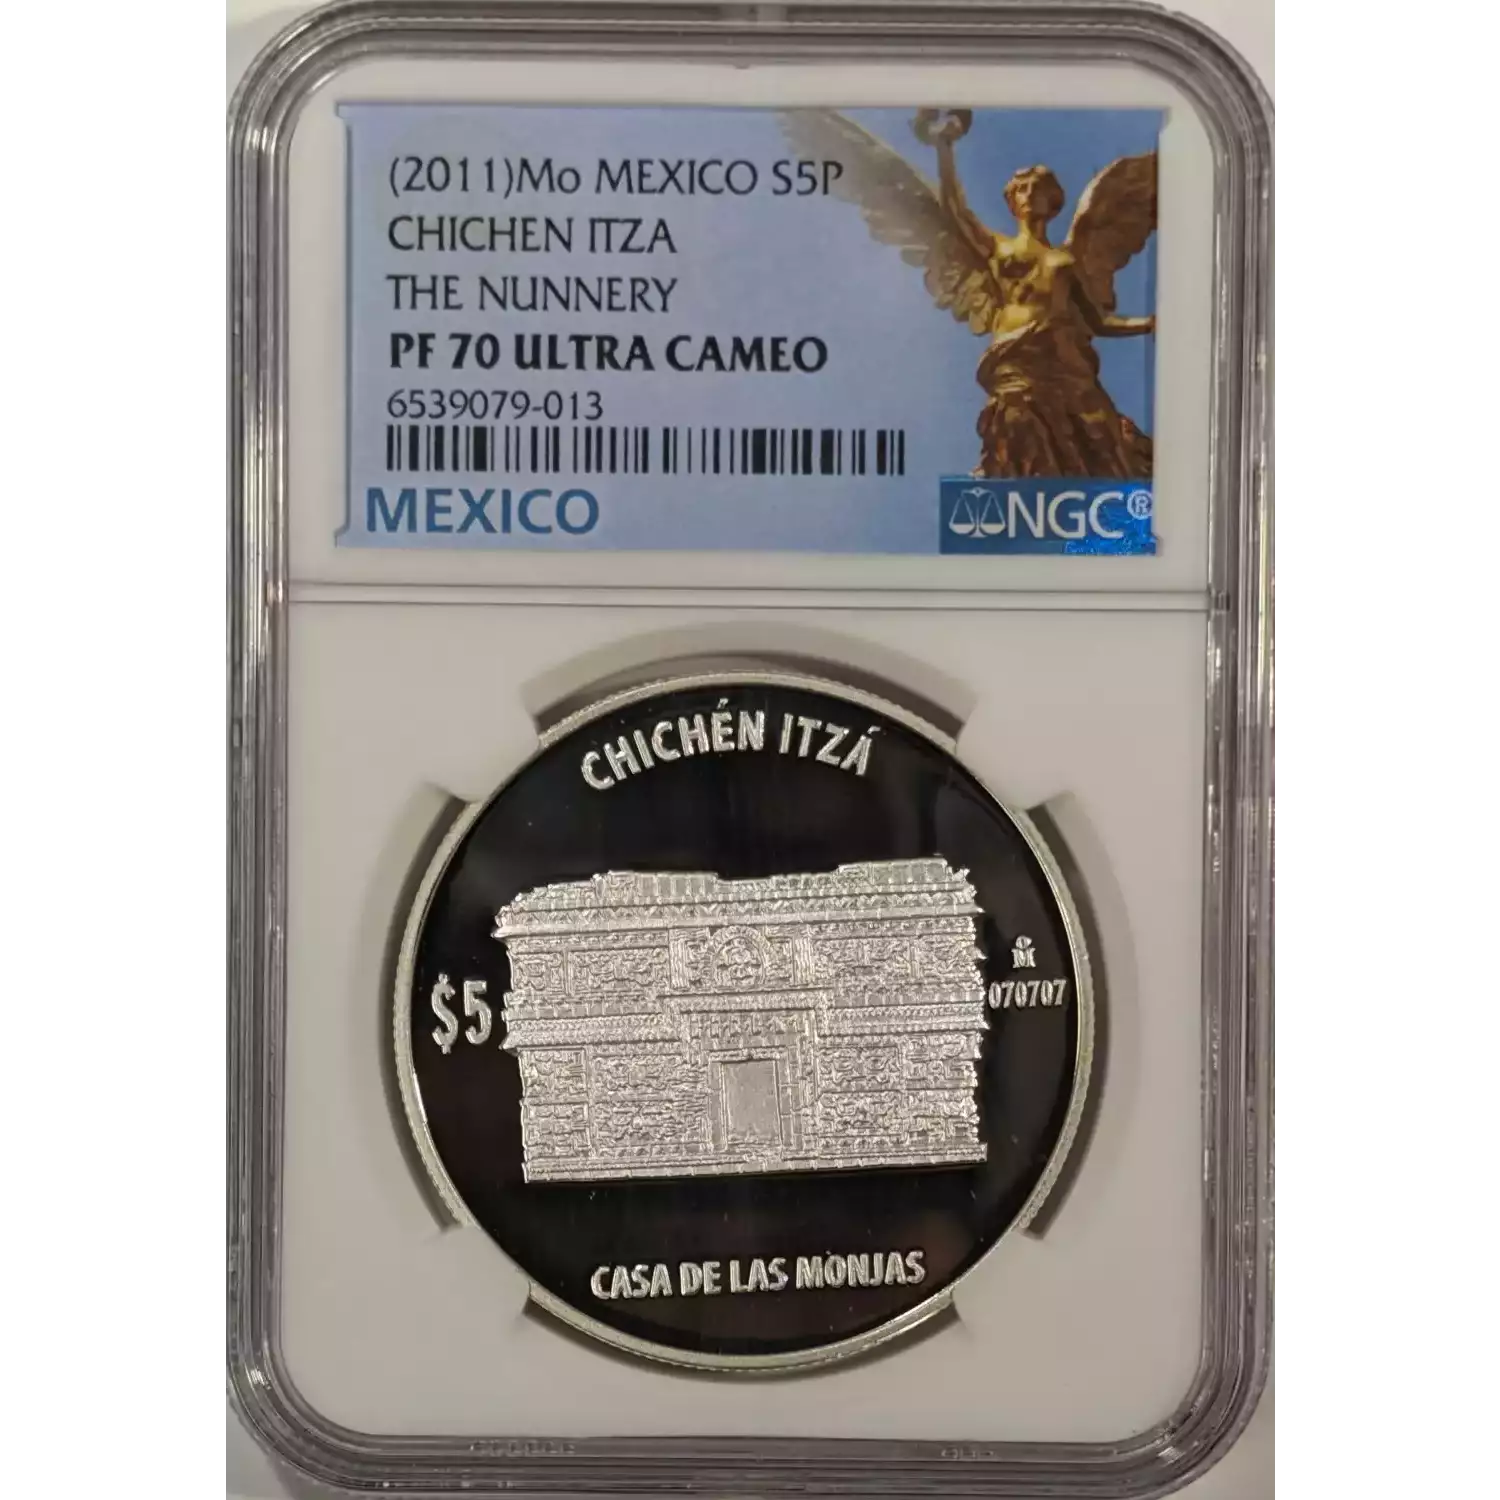 (2011)Mo MEXICO S5P
CHICHEN ITZA
THE NUNNERY
PF 70 ULTRA CAMEO
6539079-013
MEXICO
NGC®
CHICHÉN ITZÁ
$5
Mo
070707
CASA DE LAS MONJAS